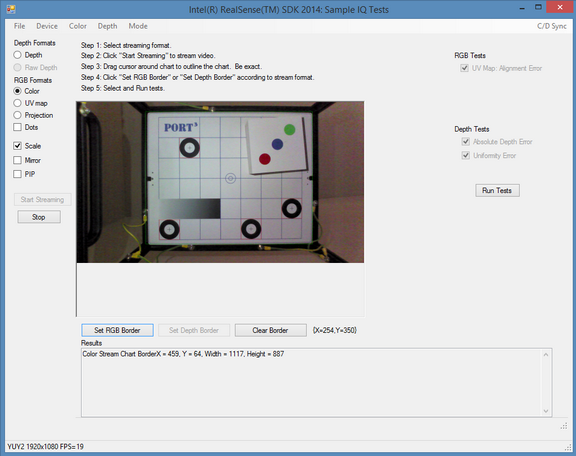 Intel(R) RealSense(TM) SDK 2014: Sample IQ Tests
File Device Color Depth Mode C/D Sync
Depth Formats
Depth
Raw Depth
RGB Formats
Color
UV map
Projection
Dots
Scale
Mirror
PIP
Start Streaming
Stop
Step 1: Select streaming format.
Step 2: Click "Start Streaming" to stream video.
Step 3: Drag cursor around chart to outline the chart. Be exact.
Step 4: Click "Set RGB Border" or "Set Depth Border" according to stream format.
Step 5: Select and Run tests.
PORT³
RGB Tests
UV Map: Alignment Error
Depth Tests
Absolute Depth Error
Uniformity Error
Run Tests
Set RGB Border Set Depth Border Clear Border {X=254,Y=350}
Results
Color Stream Chart BorderX = 459, Y = 64, Width = 1117, Height = 887
YUY2 1920x1080 FPS=19